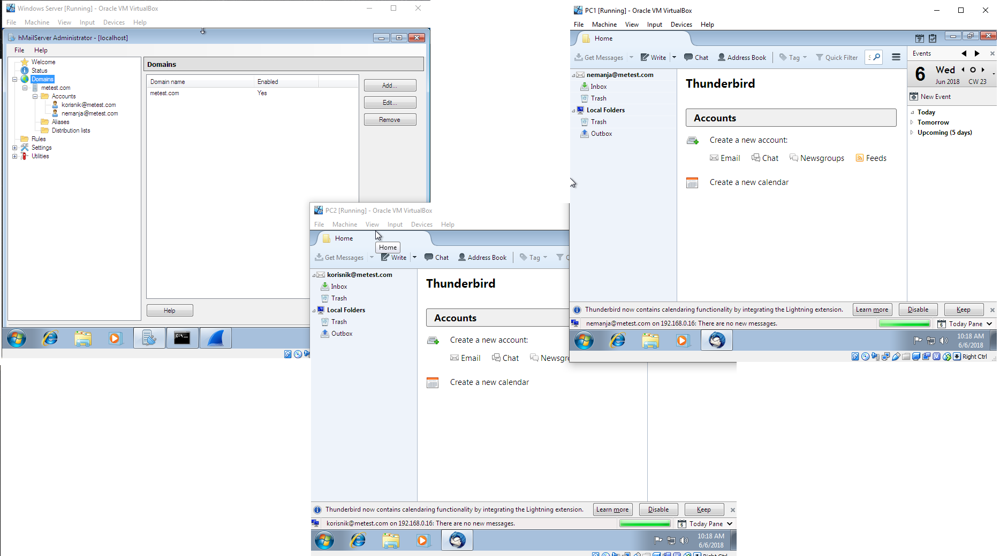 Windows Server [Running] - Oracle VM VirtualBox
File Machine View Input Devices Help
hMailServer Administrator - [localhost]
File Help
Welcome
Status
Domains
metest.com
Accounts
korisnik@metest.com
nemanja@metest.com
Aliases
Distribution lists
Rules
Settings
Utilities
Domains
Domain name Enabled
metest.com Yes
Add...
Edit...
Remove
Help
PC2 [Running] - Oracle VM VirtualBox
File Machine View Input Devices Help
Home
Home
Get Messages Write Chat Address Book Tag
korisnik@metest.com
Inbox
Trash
Local Folders
Trash
Outbox
Thunderbird
Accounts
Create a new account:
Email Chat Newsgr
Create a new calendar
Thunderbird now contains calendaring functionality by integrating the Lightning extension. Learn more Disable Keep
korisnik@metest.com on 192.168.0.16: There are no new messages. 6 Today Pane
10:18 AM
6/6/2018
PC1 [Running] - Oracle VM VirtualBox
File Machine View Input Devices Help
Home 7
Get Messages Write Chat Address Book Tag Quick Filter
nemanja@metest.com
Inbox
Trash
Local Folders
Trash
Outbox
Thunderbird
Accounts
Create a new account:
Email Chat Newsgroups Feeds
Create a new calendar
Events
6 Wed
Jun 2018 CW 23
New Event
Today
Tomorrow
Upcoming (5 days)
Thunderbird now contains calendaring functionality by integrating the Lightning extension. Learn more Disable Keep
nemanja@metest.com on 192.168.0.16: There are no new messages. 6 Today Pane
10:18 AM
6/6/2018
Right Ctrl